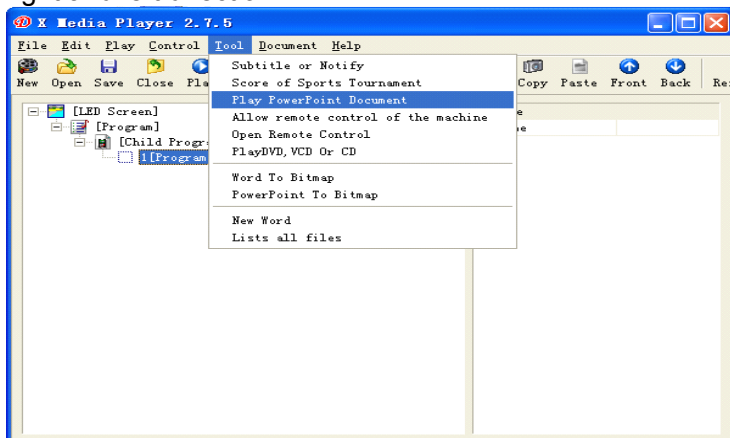 X Media Player 2.7.5
File Edit Play Control Tool Document Help
New Open Save Close Copy Paste Front Back
Subtitle or Notify
Score of Sports Tournament
Play PowerPoint Document
Allow remote control of the machine
Open Remote Control
PlayDVD,VCD Or CD
Word To Bitmap
PowerPoint To Bitmap
New Word
Lists all files
[LED Screen]
[Program]
[Child Progr
1[Program